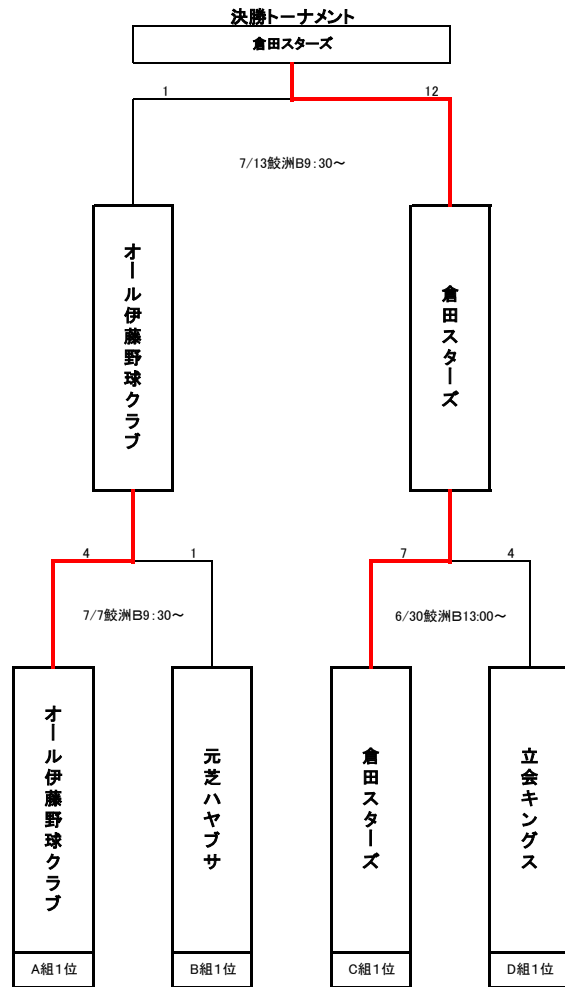 決勝トーナメント
倉田スターズ
1
12
7/13鮫洲B9:30～
オール伊藤野球クラブ
倉田スターズ
4
1
7
4
7/7鮫洲B9:30～
6/30鮫洲B13:00～
オール伊藤野球クラブ
元芝ハヤブサ
倉田スターズ
立会キングス
A組1位
B組1位
C組1位
D組1位